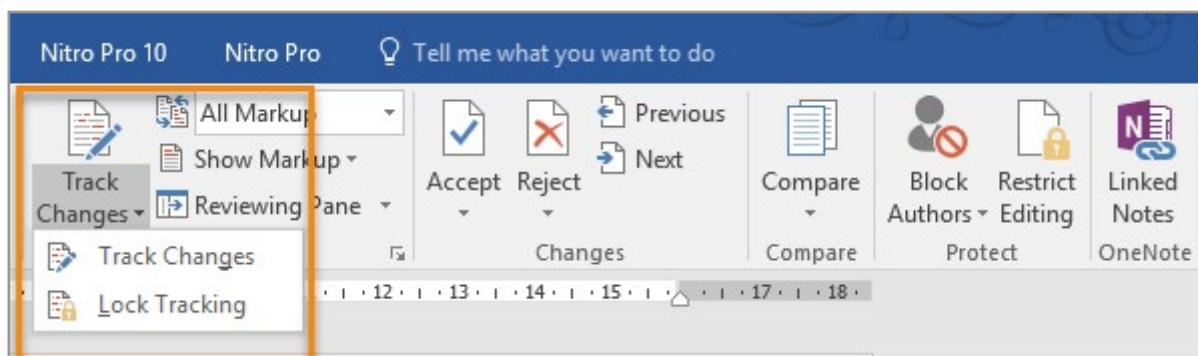 Nitro Pro 10 Nitro Pro Tell me what you want to do
All Markup
Show Markup
Reviewing Pane
Track
Changes
Track Changes
Lock Tracking
Accept Reject
Previous
Next
Changes
Compare
Compare
Block
Authors
Restrict
Editing
Protect
Linked
Notes
OneNote
12 13 14 15 17 18